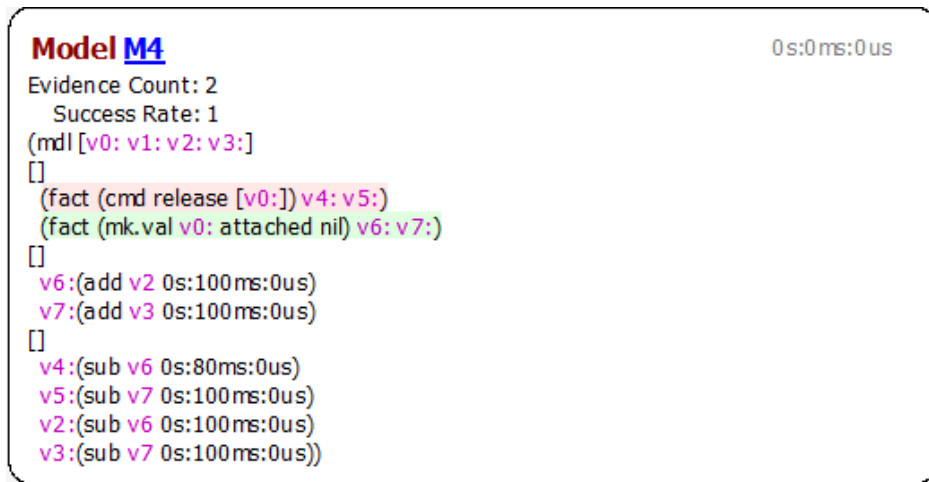 Model M4
0s:0ms:0us
Evidence Count: 2
Success Rate: 1
(mdl [v0: v1: v2: v3:]
[]
(fact (cmd release [v0:]) v4: v5:)
(fact (mk.val v0: attached nil) v6: v7:)
[]
v6:(add v2 0s:100ms:0us)
v7:(add v3 0s:100ms:0us)
[]
v4:(sub v6 0s:80ms:0us)
v5:(sub v7 0s:100ms:0us)
v2:(sub v6 0s:100ms:0us)
v3:(sub v7 0s:100ms:0us))